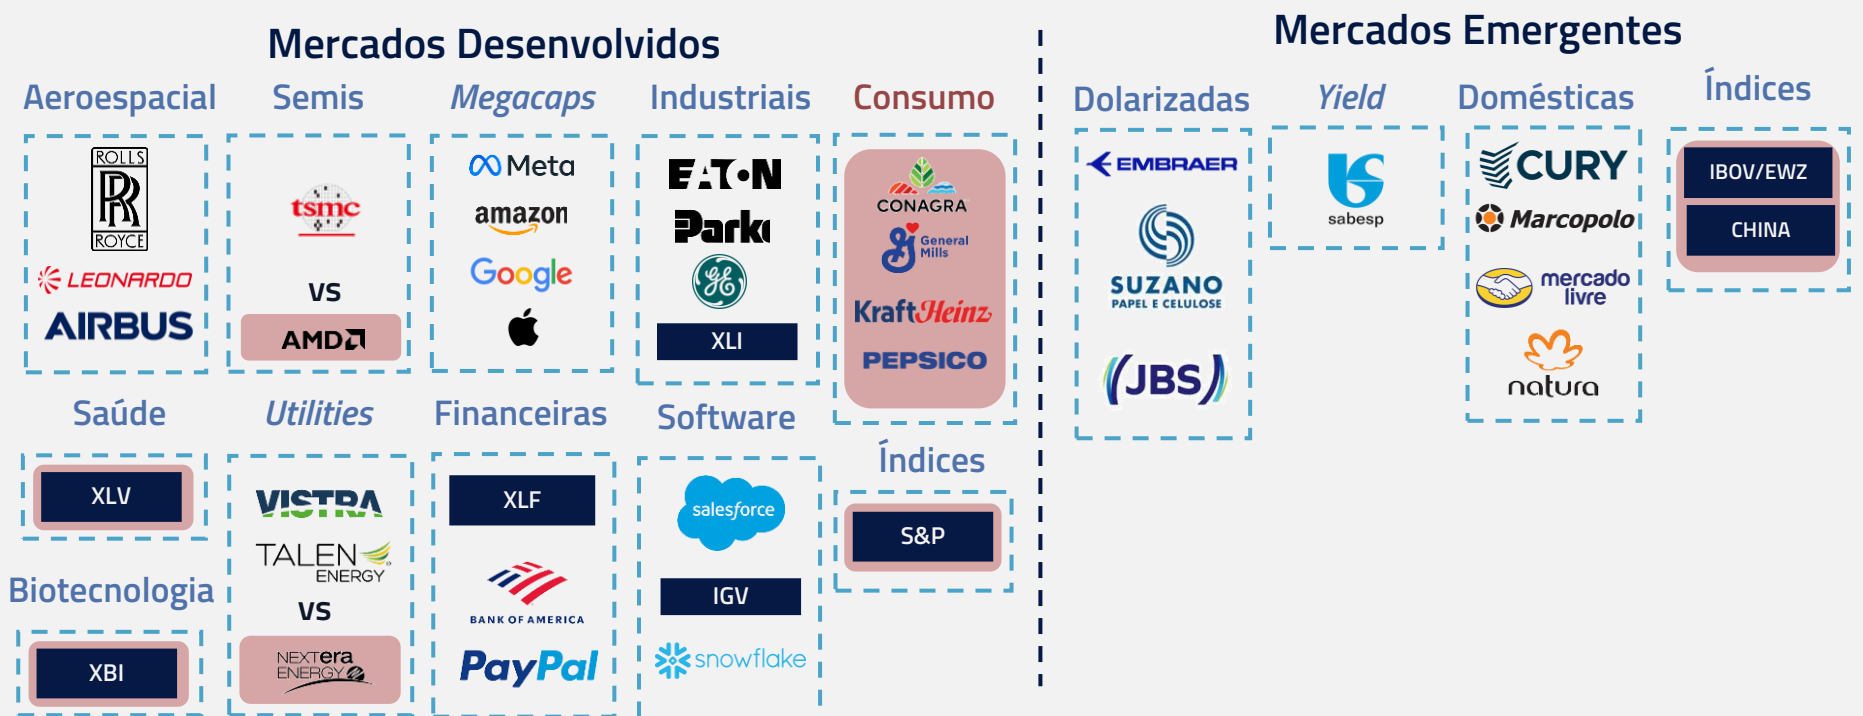 Mercados Desenvolvidos
Aeroespacial
ROLLS
RR
ROYCE
LEONARDO
AIRBUS
Semis
tsmc
VS
AMD
Megacaps
Meta
amazon
Google
Industriais
EATON
Park
GE
XLI
Consumo
CONAGRA
General
Mills
KraftHeinz
PEPSICO
Saúde
XLV
Biotecnologia
XBI
Utilities
VISTRA
TALEN
ENERGY
VS
NEXTera
ENERGY
Financeiras
XLF
BANK OF AMERICA
PayPal
Software
salesforce
IGV
snowflake
Índices
S&P
Mercados Emergentes
Dolarizadas
EMBRAER
SUZANO
PAPEL E CELULOSE
JBS
Yield
sabesp
Domésticas
CURY
Marcopolo
mercado
livre
natura
Índices
IBOV/EWZ
CHINA